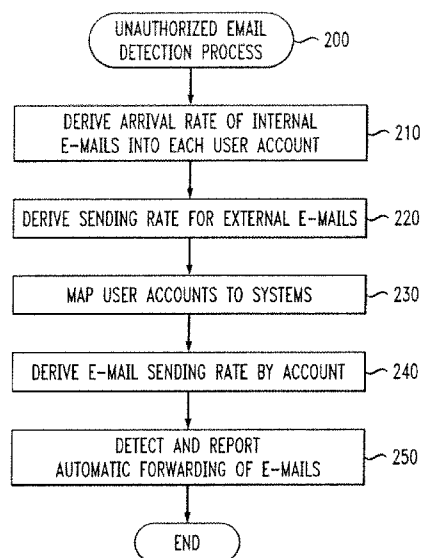 UNAUTHORIZED EMAIL
DETECTION PROCESS
200
DERIVE ARRIVAL RATE OF INTERNAL
E-MAILS INTO EACH USER ACCOUNT
210
DERIVE SENDING RATE FOR EXTERNAL E-MAILS
220
MAP USER ACCOUNTS TO SYSTEMS
230
DERIVE E-MAIL SENDING RATE BY ACCOUNT
240
DETECT AND REPORT
AUTOMATIC FORWARDING OF E-MAILS
250
END